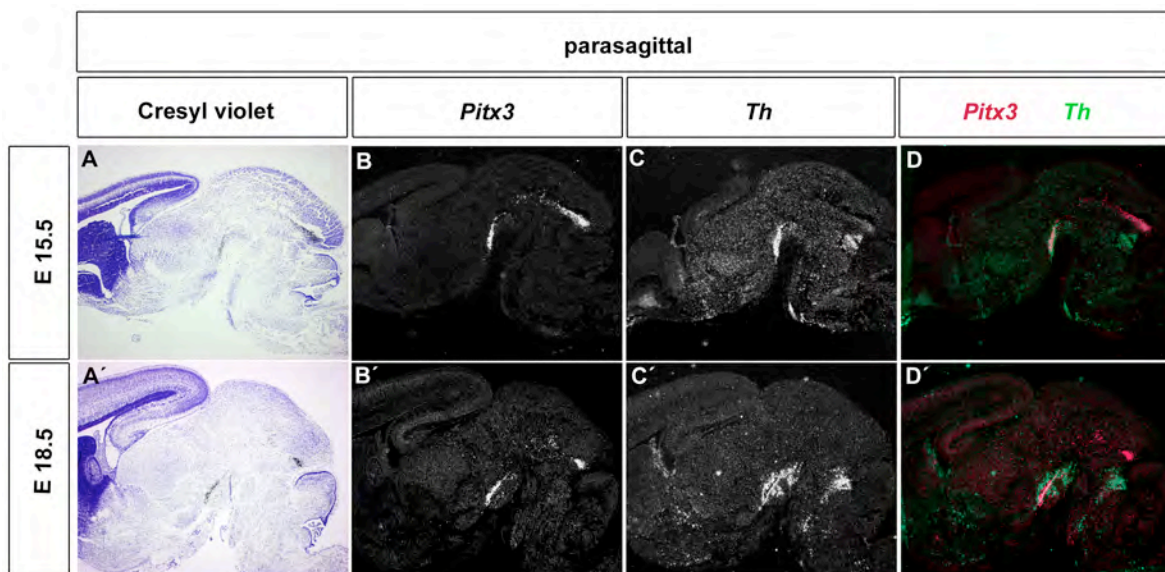 parasagittal
Cresyl violet Pitx3 Th Pitx3 Th
E 15.5
A B C D
E 18.5
A´ B´ C´ D´